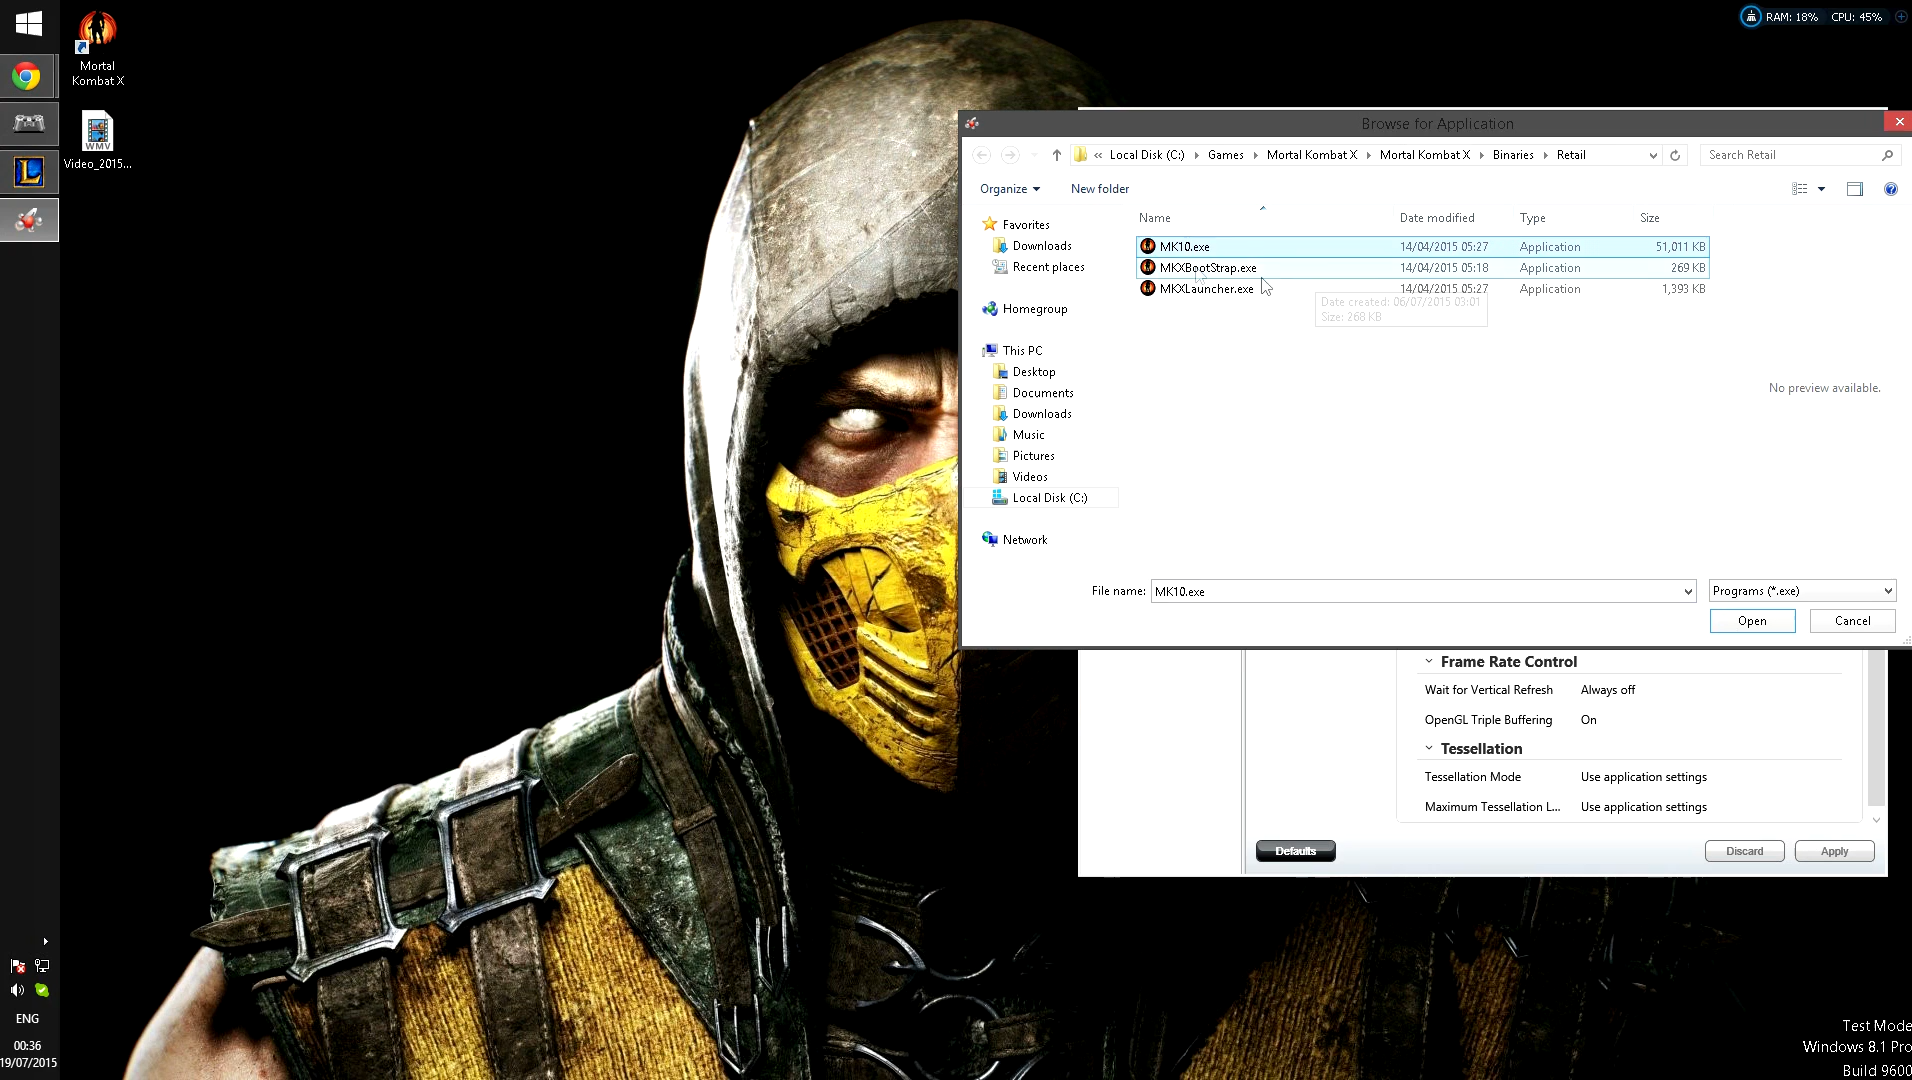 Mortal
Kombat X
WMV
Video_2015...
RAM: 18% CPU: 45%
Browse for Application
« Local Disk (C:) Games Mortal Kombat X Mortal Kombat X Binaries Retail
Search Retail
Organize New folder
Name Date modified Type Size
MK10.exe 14/04/2015 05:27 Application 51,011 KB
MKXBootStrap.exe 14/04/2015 05:18 Application 269 KB
MKXLauncher.exe 14/04/2015 05:27 Application 1,393 KB
Date created: 06/07/2015 03:01
Size: 268 KB
Favorites
Downloads
Recent places
Homegroup
This PC
Desktop
Documents
Downloads
Music
Pictures
Videos
Local Disk (C:)
Network
No preview available.
File name: MK10.exe
Programs (*.exe)
Open Cancel
Frame Rate Control
Wait for Vertical Refresh Always off
OpenGL Triple Buffering On
Tessellation
Tessellation Mode Use application settings
Maximum Tessellation L... Use application settings
Defaults Discard Apply
ENG
00:36
19/07/2015
Test Mode
Windows 8.1 Pro
Build 9600